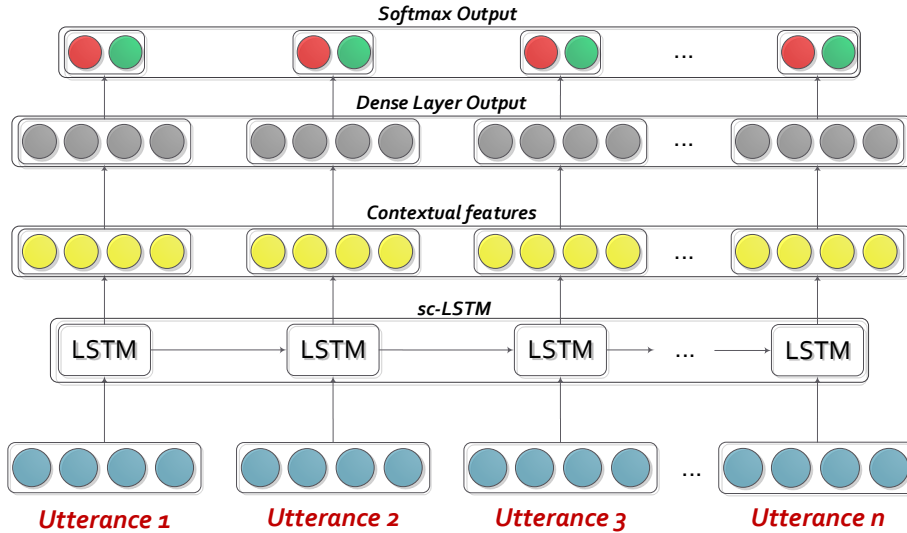 Softmax Output
...
Dense Layer Output
...
Contextual features
...
sc-LSTM
LSTM LSTM LSTM ... LSTM
...
Utterance 1 Utterance 2 Utterance 3 Utterance n